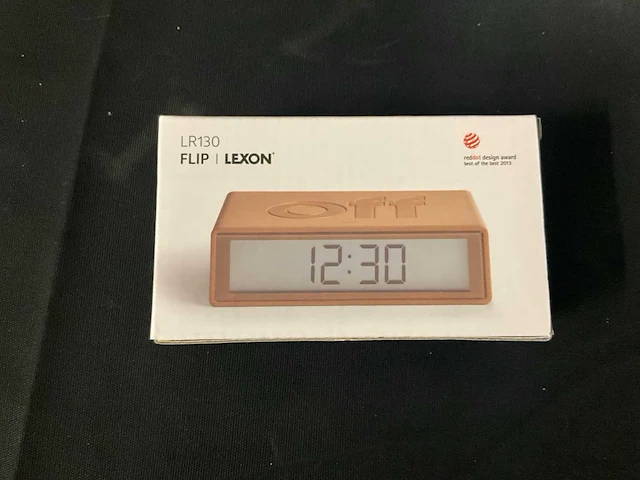 LR130
FLIP | LEXON®
reddot design award
best of the best 2013
Off
12:30